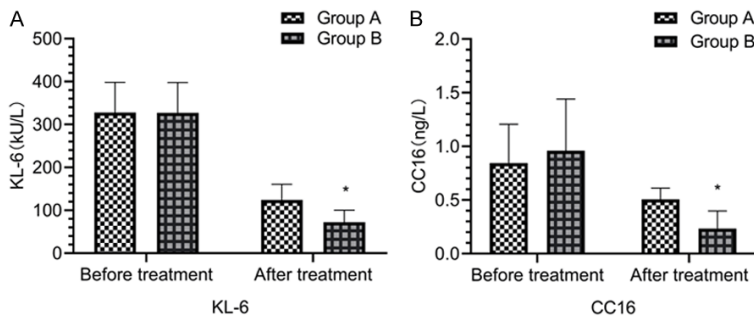 A
Group A
Group B
KL-6(kU/L)
500
400
300
200
100
0
*
Before treatment
After treatment
KL-6
B
Group A
Group B
CC16(ng/L)
2.0
1.5
1.0
0.5
0.0
*
Before treatment
After treatment
CC16